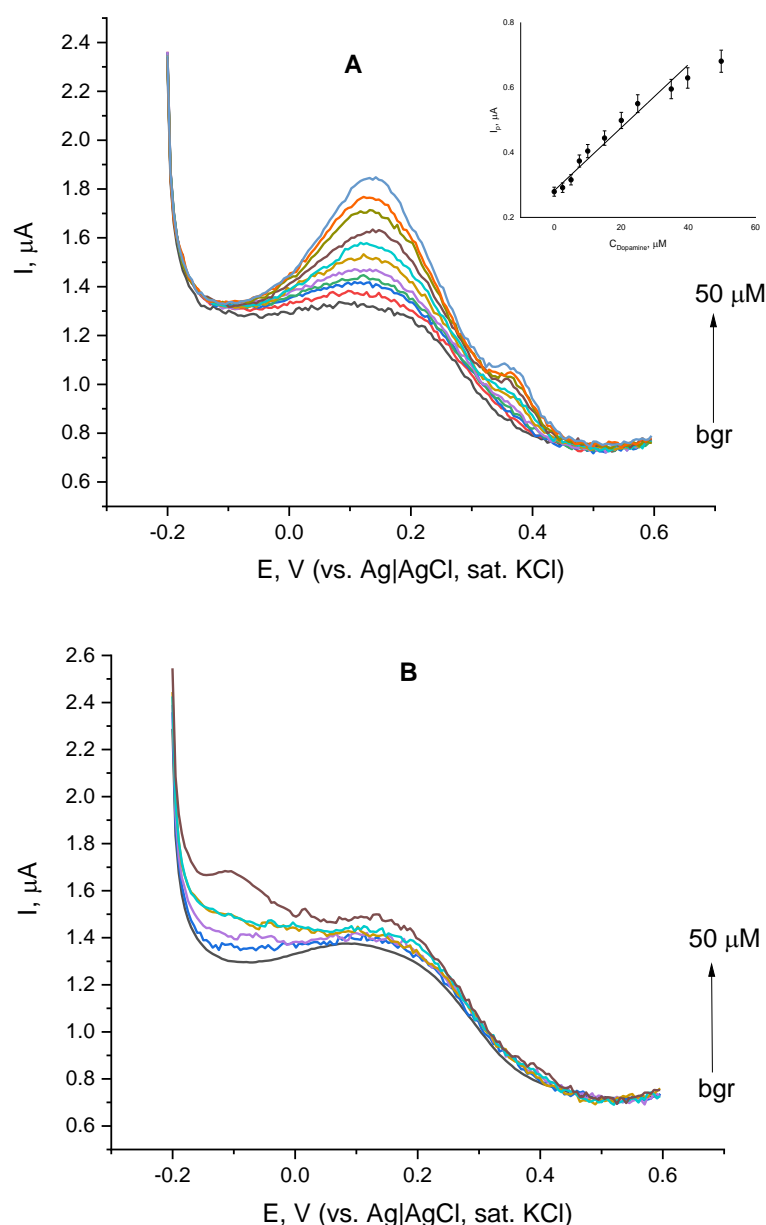 A
2.4
2.2
2.0
1.8
1.6
1.4
1.2
1.0
0.8
0.6
I, μA
-0.2 0.0 0.2 0.4 0.6
E, V (vs. Ag|AgCl, sat. KCl)
0.8
0.6
0.4
0.2
Ip, μA
0 20 40 60
CDopamine, μM
50 μM
bgr
B
2.6
2.4
2.2
2.0
1.8
1.6
1.4
1.2
1.0
0.8
0.6
I, μA
-0.2 0.0 0.2 0.4 0.6
E, V (vs. Ag|AgCl, sat. KCl)
50 μM
bgr